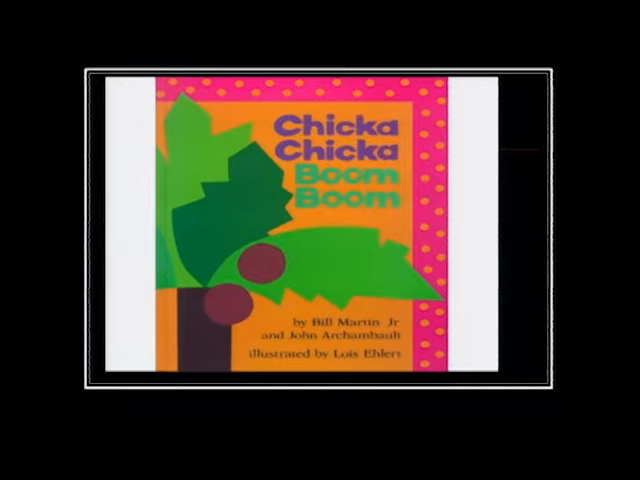 Chicka
Chicka
Boom
Boom
by Bill Martin Jr
and John Archambault
illustrated by Lois Ehlert